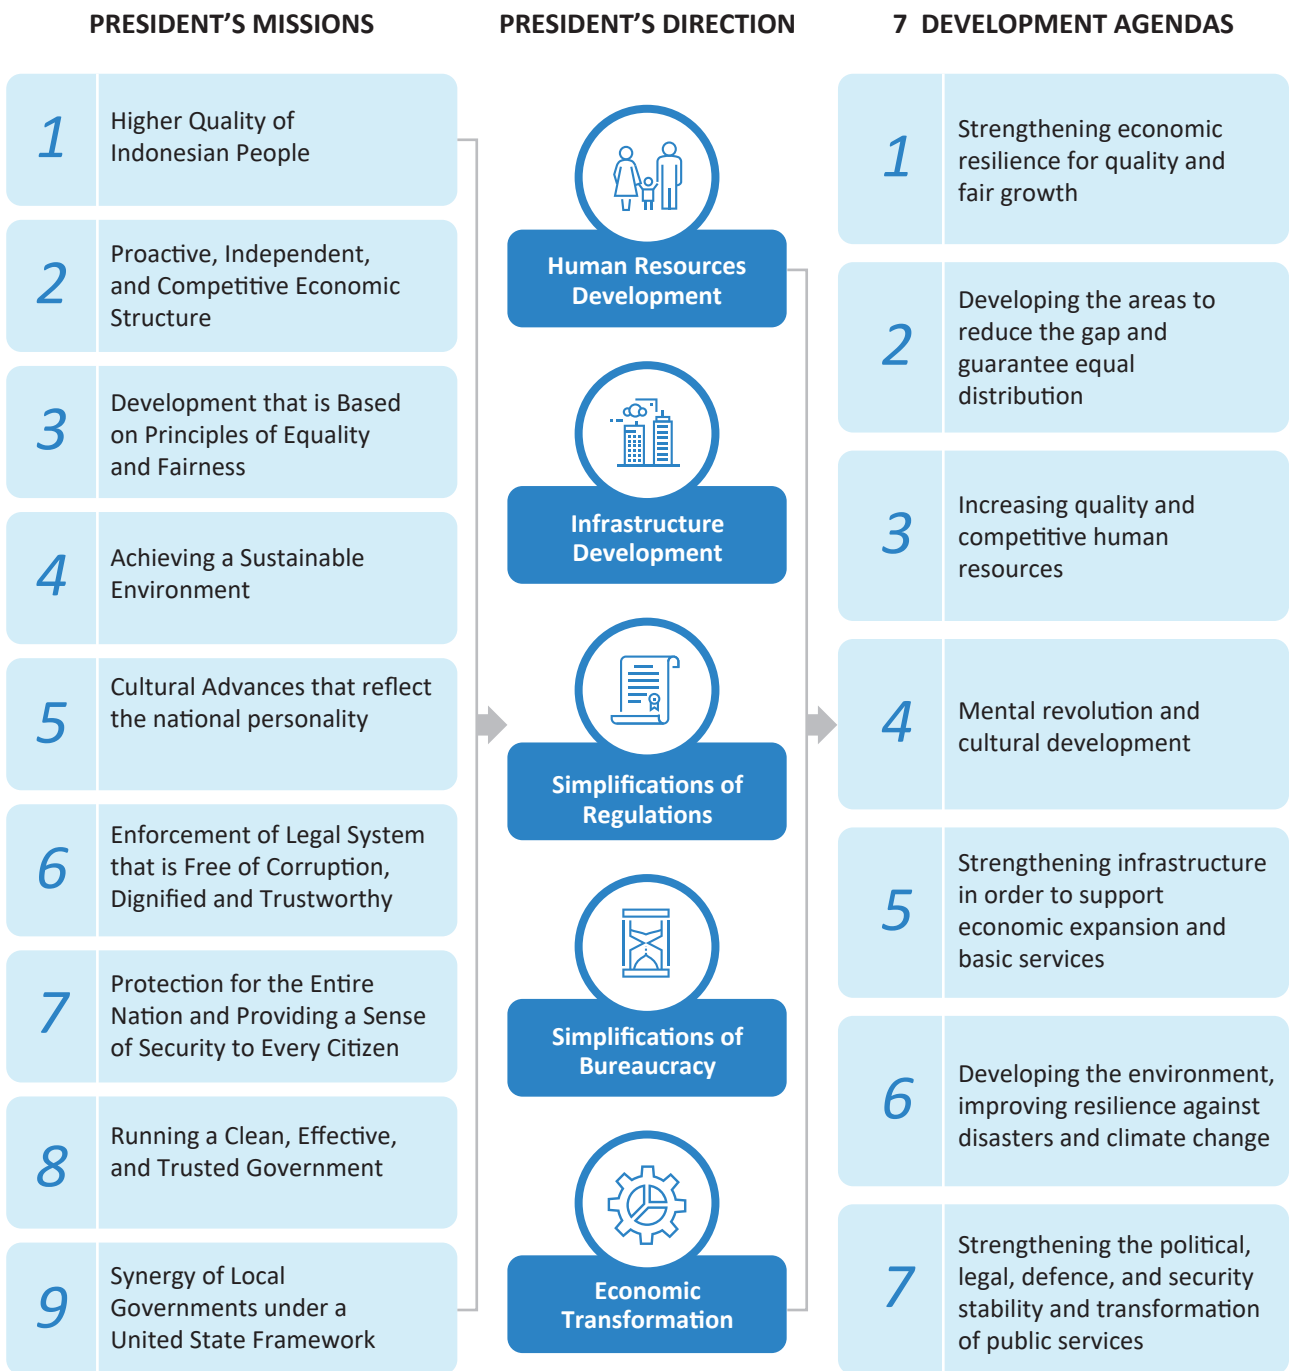 PRESIDENT'S MISSIONS
1
Higher Quality of
Indonesian People
2
Proactive, Independent,
and Competitive Economic
Structure
3
Development that is Based
on Principles of Equality
and Fairness
4
Achieving a Sustainable
Environment
5
Cultural Advances that reflect
the national personality
6
Enforcement of Legal System
that is Free of Corruption,
Dignified and Trustworthy
7
Protection for the Entire
Nation and Providing a Sense
of Security to Every Citizen
8
Running a Clean, Effective,
and Trusted Government
9
Synergy of Local
Governments under a
United State Framework
PRESIDENT'S DIRECTION
Human Resources
Development
Infrastructure
Development
Simplifications of
Regulations
Simplifications of
Bureaucracy
Economic
Transformation
7 DEVELOPMENT AGENDAS
1
Strengthening economic
resilience for quality and
fair growth
2
Developing the areas to
reduce the gap and
guarantee equal
distribution
3
Increasing quality and
competitive human
resources
4
Mental revolution and
cultural development
5
Strengthening infrastructure
in order to support
economic expansion and
basic services
6
Developing the environment,
improving resilience against
disasters and climate change
7
Strengthening the political,
legal, defence, and security
stability and transformation
of public services